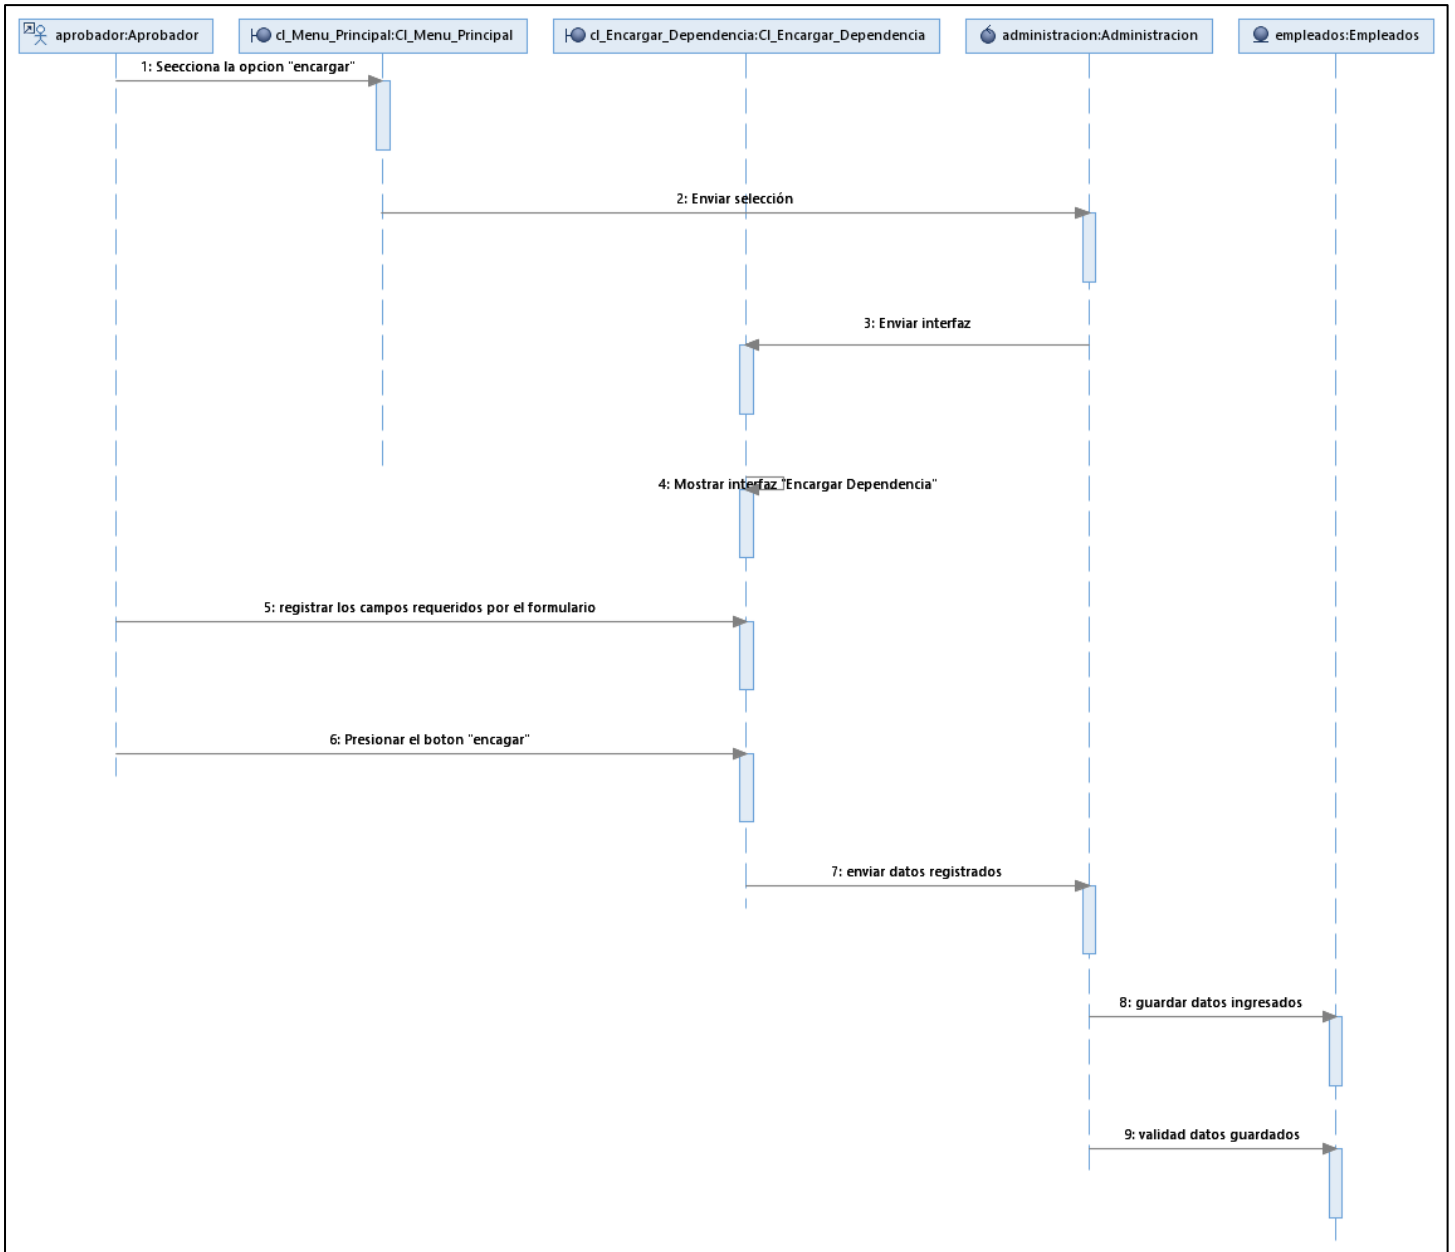 aprobador:Aprobador
cl_Menu_Principal:Cl_Menu_Principal
cl_Encargar_Dependencia:Cl_Encargar_Dependencia
administracion:Administracion
empleados:Empleados
1: Seecciona la opcion "encargar"
2: Enviar selección
3: Enviar interfaz
4: Mostrar interfaz "Encargar Dependencia"
5: registrar los campos requeridos por el formulario
6: Presionar el boton "encagar"
7: enviar datos registrados
8: guardar datos ingresados
9: validad datos guardados